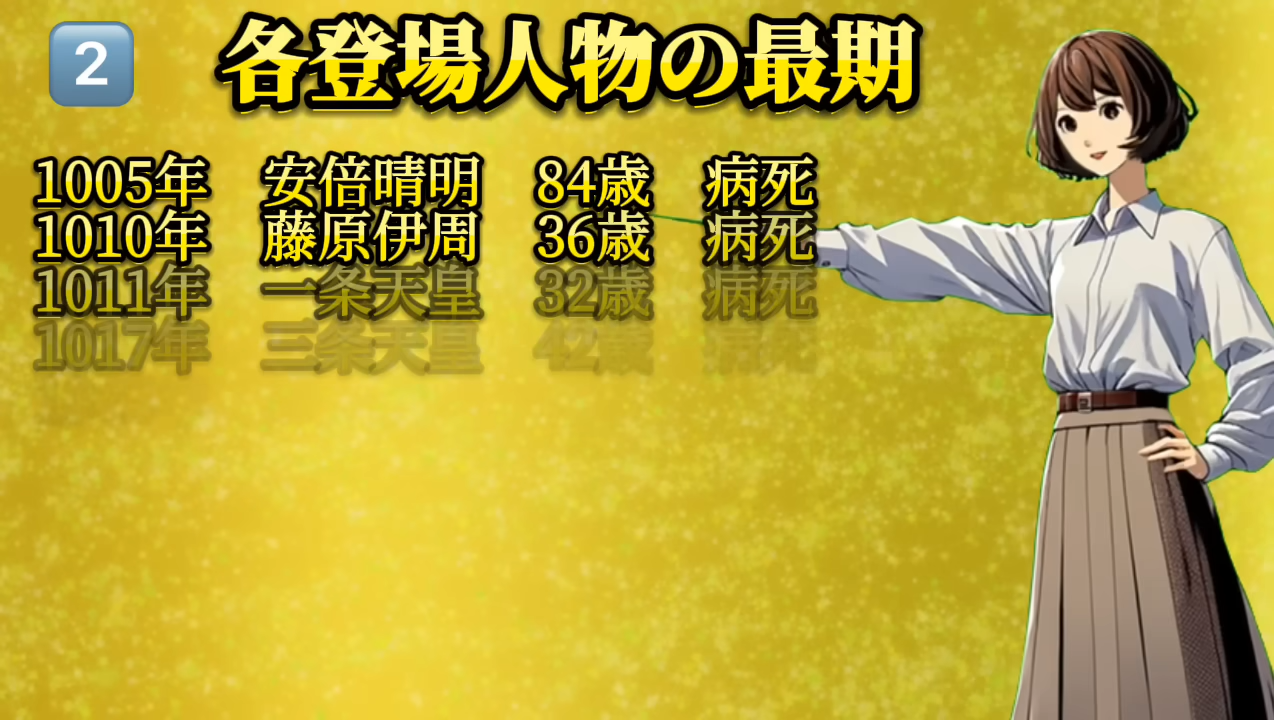 2 各登場人物の最期
1005年 安倍晴明 84歳 病死
1010年 藤原伊周 36歳 病死
1011年 一条天皇 32歳 病死
1017年 三条天皇 42歳 病死